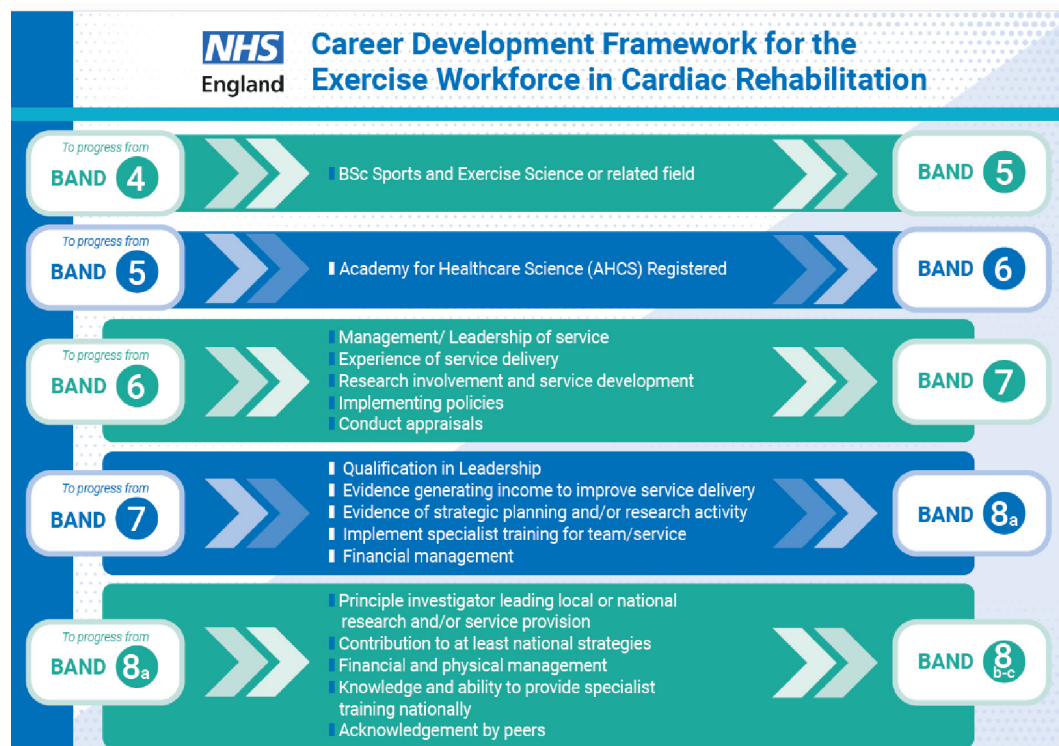 NHS
England
Career Development Framework for the
Exercise Workforce in Cardiac Rehabilitation
To progress from
BAND 4
BSc Sports and Exercise Science or related field
BAND 5
To progress from
BAND 5
Academy for Healthcare Science (AHCS) Registered
BAND 6
To progress from
BAND 6
Management/ Leadership of service
Experience of service delivery
Research involvement and service development
Implementing policies
Conduct appraisals
BAND 7
To progress from
BAND 7
Qualification in Leadership
Evidence generating income to improve service delivery
Evidence of strategic planning and/or research activity
Implement specialist training for team/service
Financial management
BAND 8a
To progress from
BAND 8a
Principle investigator leading local or national
research and/or service provision
Contribution to at least national strategies
Financial and physical management
Knowledge and ability to provide specialist
training nationally
Acknowledgement by peers
BAND 8 b-c